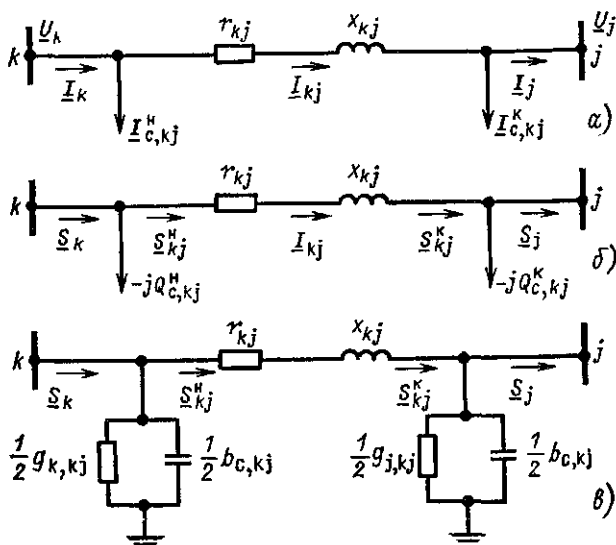 U_k r_kj x_kj U_j
k I_k I_kj I_j j
I^н_c,kj I^к_c,kj а)
r_kj x_kj
k j
S_k S^н_kj I_kj S^к_kj S_j
-jQ^н_c,kj -jQ^к_c,kj б)
r_kj x_kj
k j
S_k S^н_kj S^к_kj S_j
1/2 g_k,kj 1/2 b_c,kj 1/2 g_j,kj 1/2 b_c,kj
в)